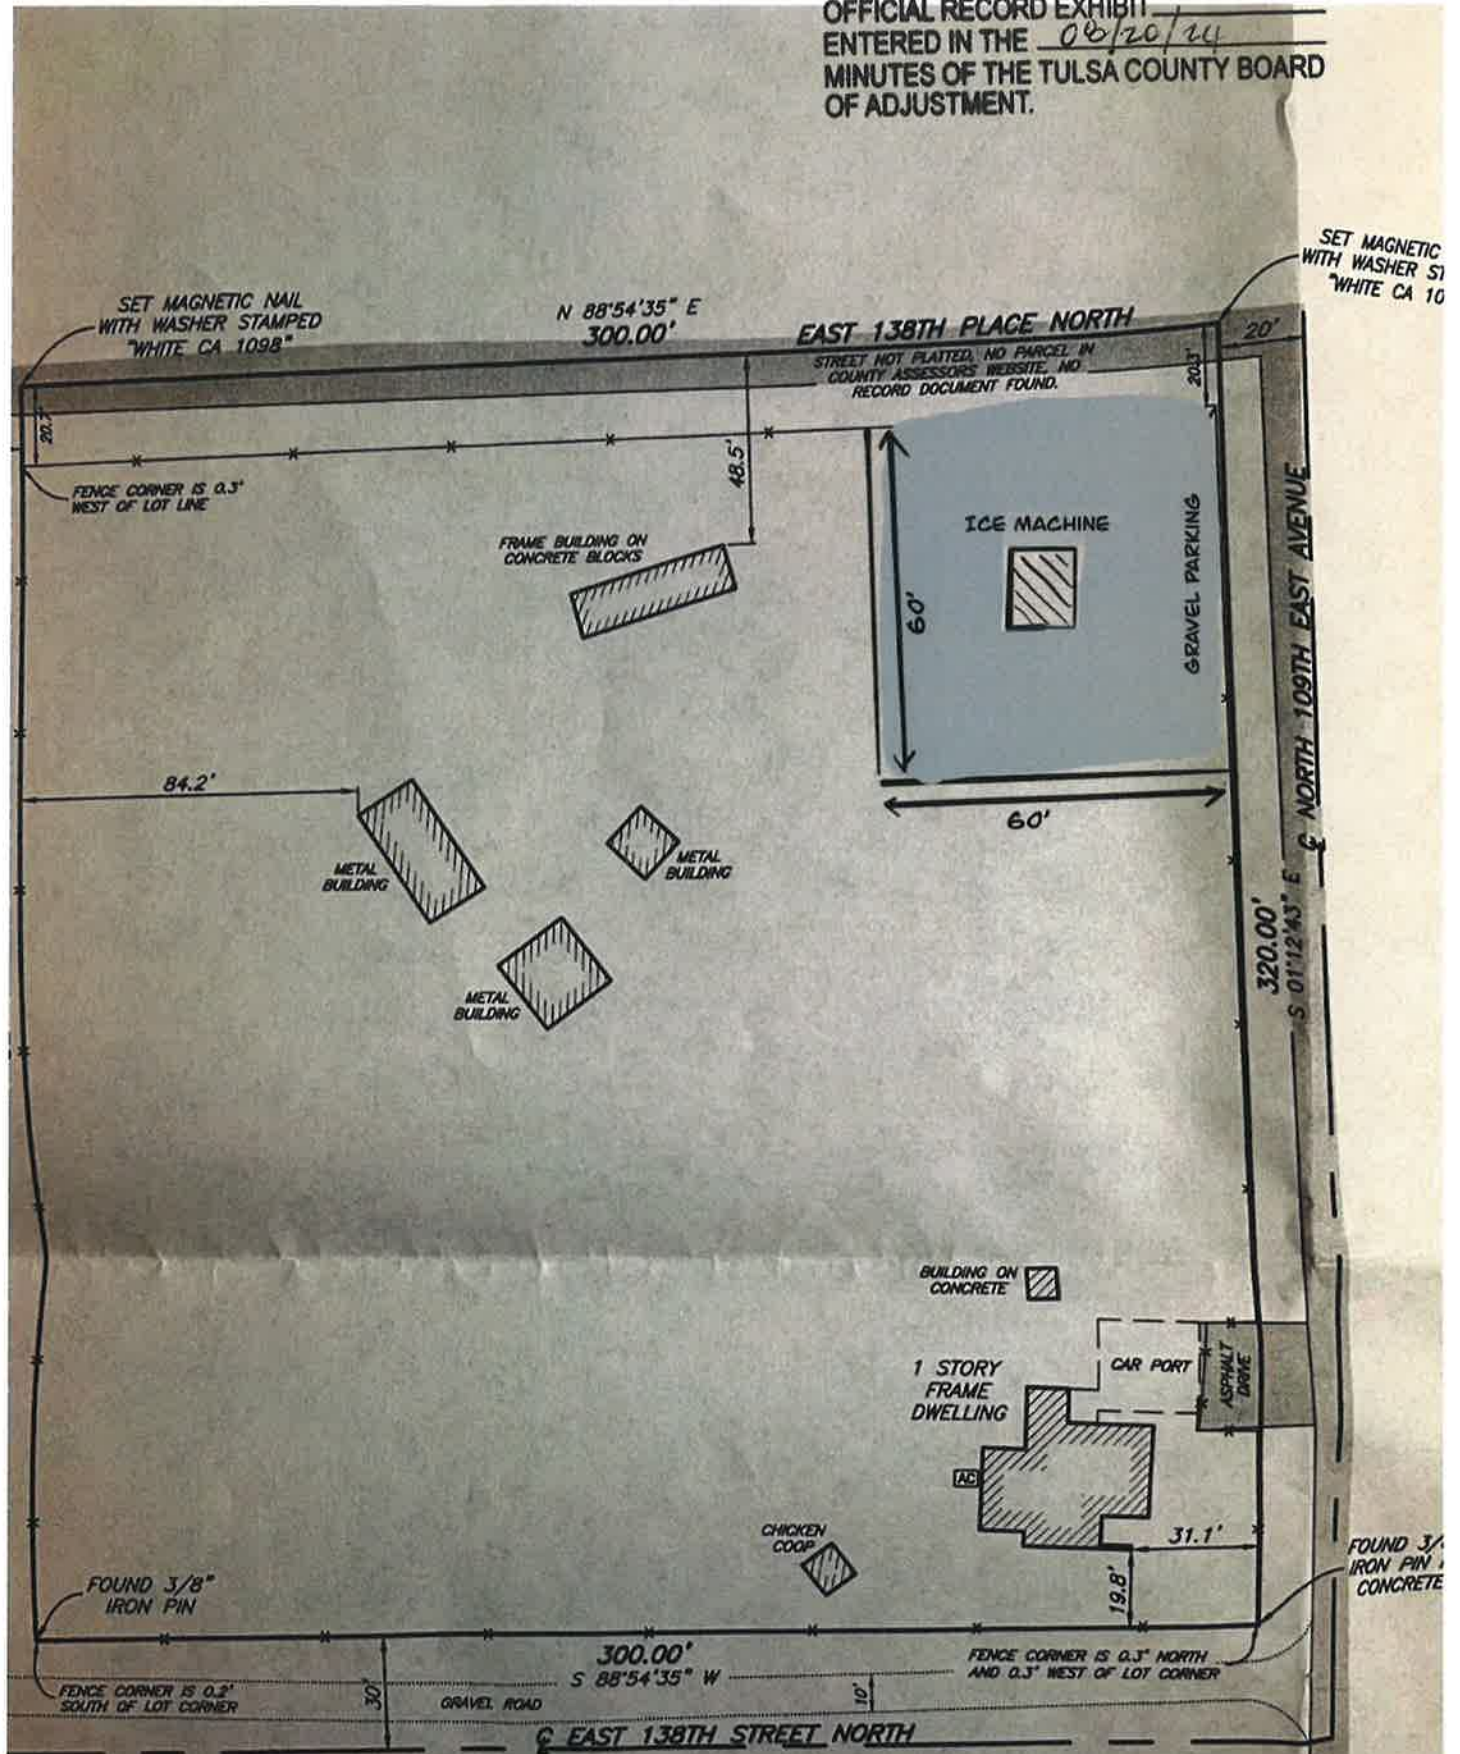 OFFICIAL RECORD EXHIBIT
ENTERED IN THE 08/20/24
MINUTES OF THE TULSA COUNTY BOARD
OF ADJUSTMENT.
SET MAGNETIC
WITH WASHER ST
"WHITE CA 10
SET MAGNETIC NAIL
WITH WASHER STAMPED
"WHITE CA 1098"
N 88°54'35" E
300.00'
EAST 138TH PLACE NORTH
20'
STREET NOT PLATTED, NO PARCEL IN
COUNTY ASSESSORS WEBSITE, NO
RECORD DOCUMENT FOUND.
20.3'
20.7'
48.5'
FENCE CORNER IS 0.3'
WEST OF LOT LINE
FRAME BUILDING ON
CONCRETE BLOCKS
ICE MACHINE
GRAVEL PARKING
60'
60'
℄ NORTH 109TH EAST AVENUE
84.2'
METAL
BUILDING
METAL
BUILDING
METAL
BUILDING
320.00'
S 01°12'43" E
BUILDING ON
CONCRETE
CAR PORT
ASPHALT
DRIVE
1 STORY
FRAME
DWELLING
AC
CHICKEN
COOP
31.1'
19.8'
FOUND 3/
IRON PIN
CONCRETE
FOUND 3/8"
IRON PIN
300.00'
S 88°54'35" W
FENCE CORNER IS 0.3' NORTH
AND 0.3' WEST OF LOT CORNER
FENCE CORNER IS 0.2'
SOUTH OF LOT CORNER
30'
GRAVEL ROAD
10'
℄ EAST 138TH STREET NORTH